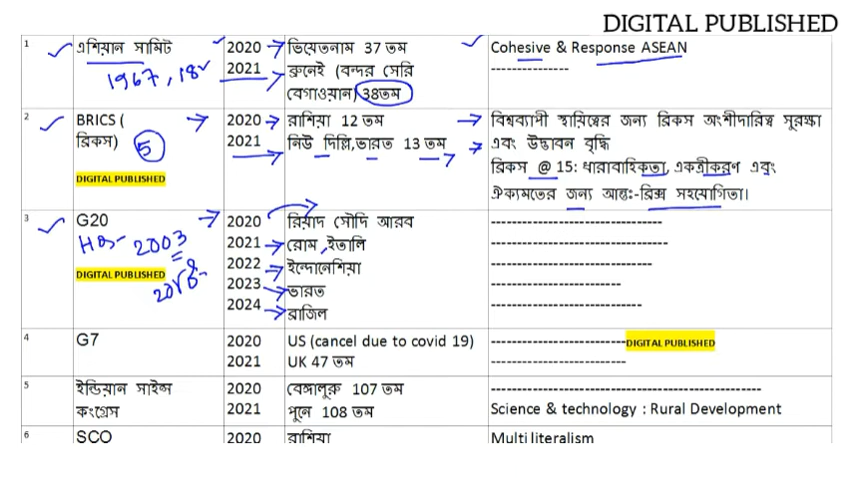 DIGITAL PUBLISHED
1 এশিয়ান সামিট 2020 ভিয়েতনাম 37 তম Cohesive & Response ASEAN
1967, 18 2021 ব্রুনেই (বন্দর সেরি --------------
বেগাওয়ান) 38তম
2 BRICS ( 2020 রাশিয়া 12 তম বিশ্বব্যাপী স্থায়িত্বের জন্য ব্রিকস অংশীদারিত্ব সুরক্ষা
ব্রিকস) 5 2021 নিউ দিল্লি,ভারত 13 তম এবং উদ্ভাবন বৃদ্ধি
ব্রিকস @ 15: ধারাবাহিকতা, একত্রীকরণ এবং
DIGITAL PUBLISHED
ঐক্যমতের জন্য আন্তঃ-ব্রিক্স সহযোগিতা।
3 G20 2020 রিয়াদ সৌদি আরব
2003 2021 রোম ,ইতালি
2022 ইন্দোনেশিয়া
DIGITAL PUBLISHED
2023 ভারত
2024 ব্রাজিল
4 G7 2020 US (cancel due to covid 19) DIGITAL PUBLISHED
2021 UK 47 তম
5 ইন্ডিয়ান সাইন্স 2020 বেঙ্গালুরু 107 তম
কংগ্রেস 2021 পুনে 108 তম Science & technology : Rural Development
6 SCO 2020 রাশিয়া Multi literalism